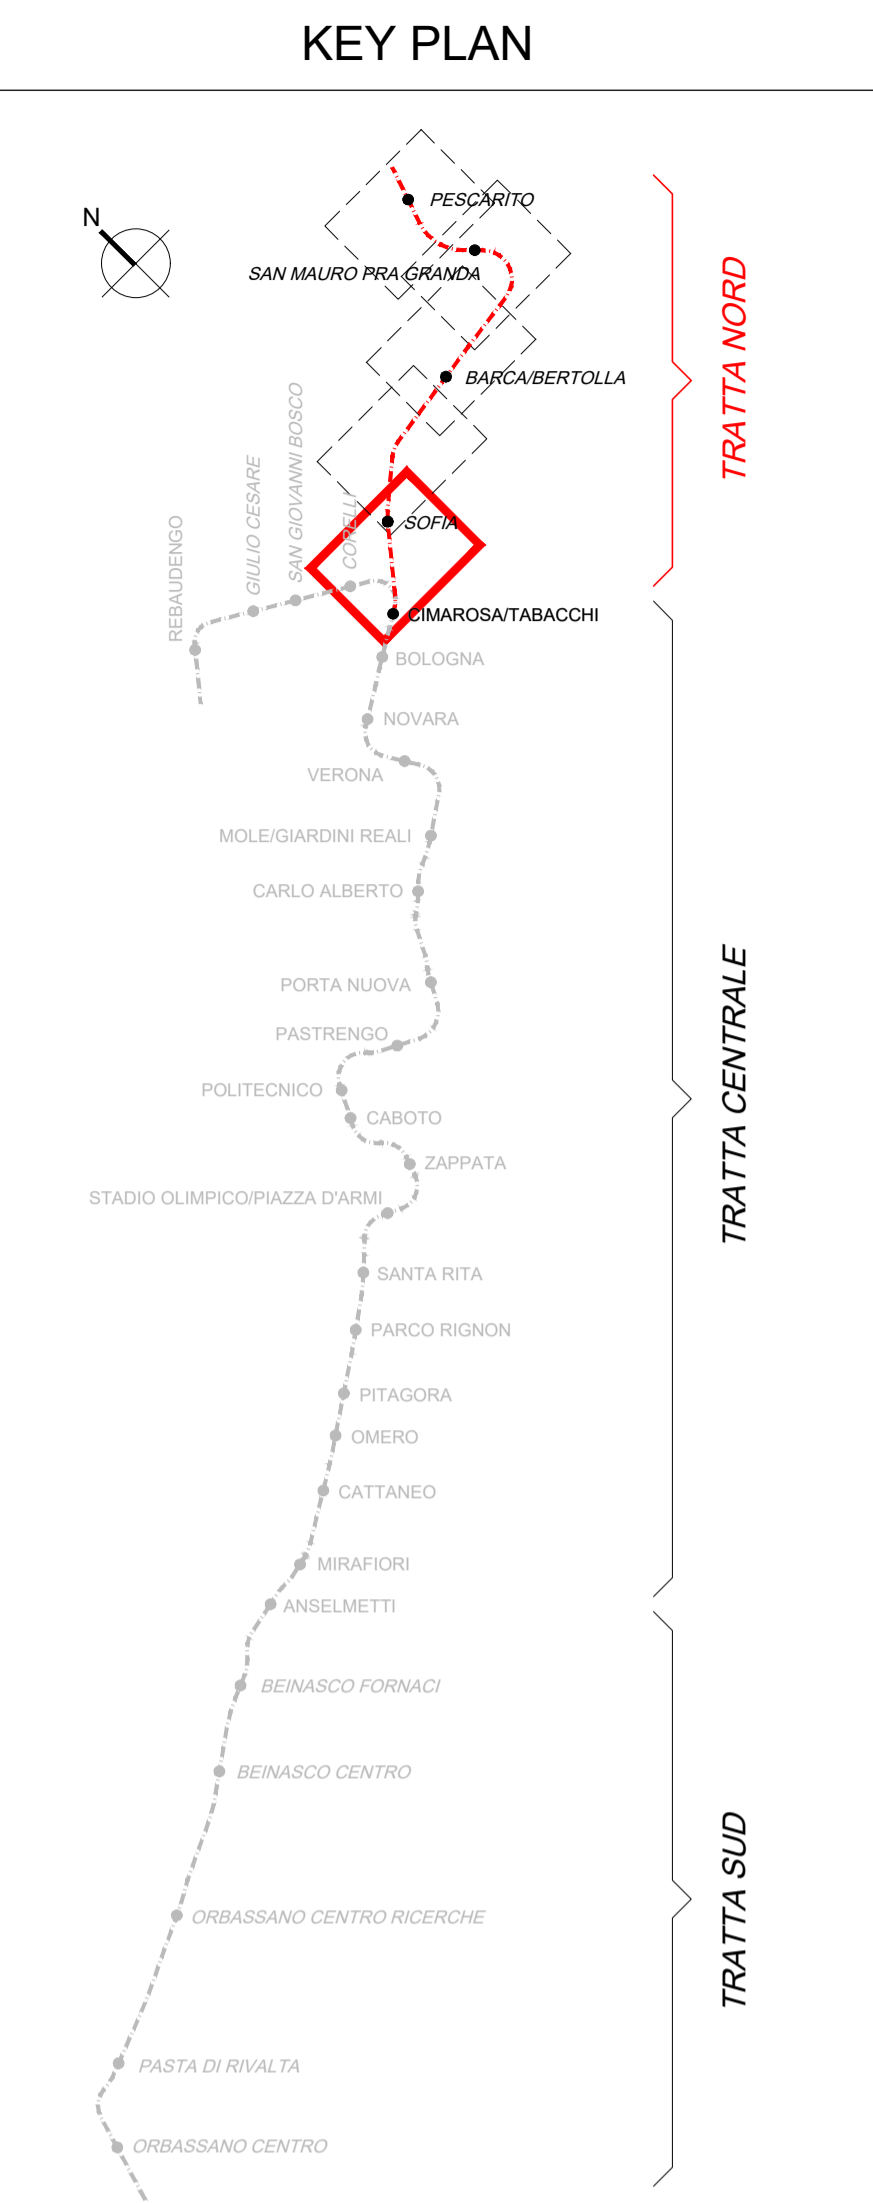 KEY PLAN
N
PESCARITO
SAN MAURO PRA GRANDA
BARCA/BERTOLLA
TRATTA NORD
REBAUDENGO
GIULIO CESARE
SAN GIOVANNI BOSCO
CORELLI
SOFIA
CIMAROSA/TABACCHI
BOLOGNA
NOVARA
VERONA
MOLE/GIARDINI REALI
CARLO ALBERTO
PORTA NUOVA
PASTRENGO
POLITECNICO
CABOTO
ZAPPATA
STADIO OLIMPICO/PIAZZA D'ARMI
TRATTA CENTRALE
SANTA RITA
PARCO RIGNON
PITAGORA
OMERO
CATTANEO
MIRAFIORI
ANSELMETTI
BEINASCO FORNACI
BEINASCO CENTRO
ORBASSANO CENTRO RICERCHE
TRATTA SUD
PASTA DI RIVALTA
ORBASSANO CENTRO